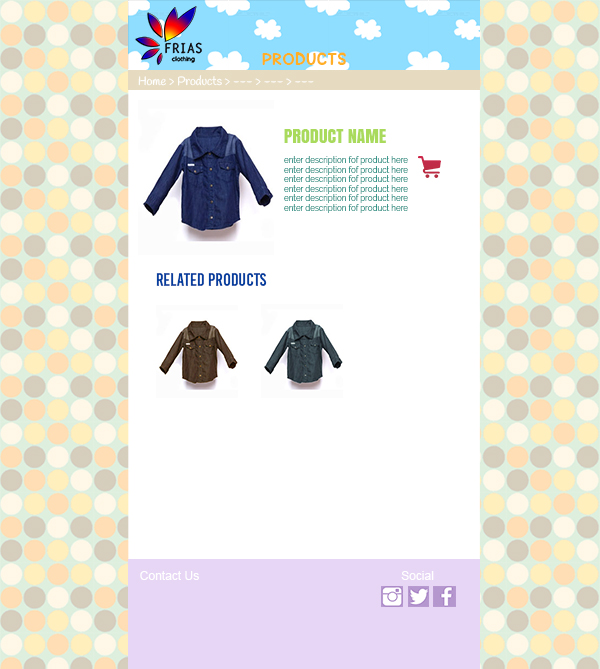 FRIAS
clothing
PRODUCTS
Home > Products > --- > --- > ---
PRODUCT NAME
enter description fof product here
enter description fof product here
enter description fof product here
enter description fof product here
enter description fof product here
enter description fof product here
RELATED PRODUCTS
Contact Us
Social